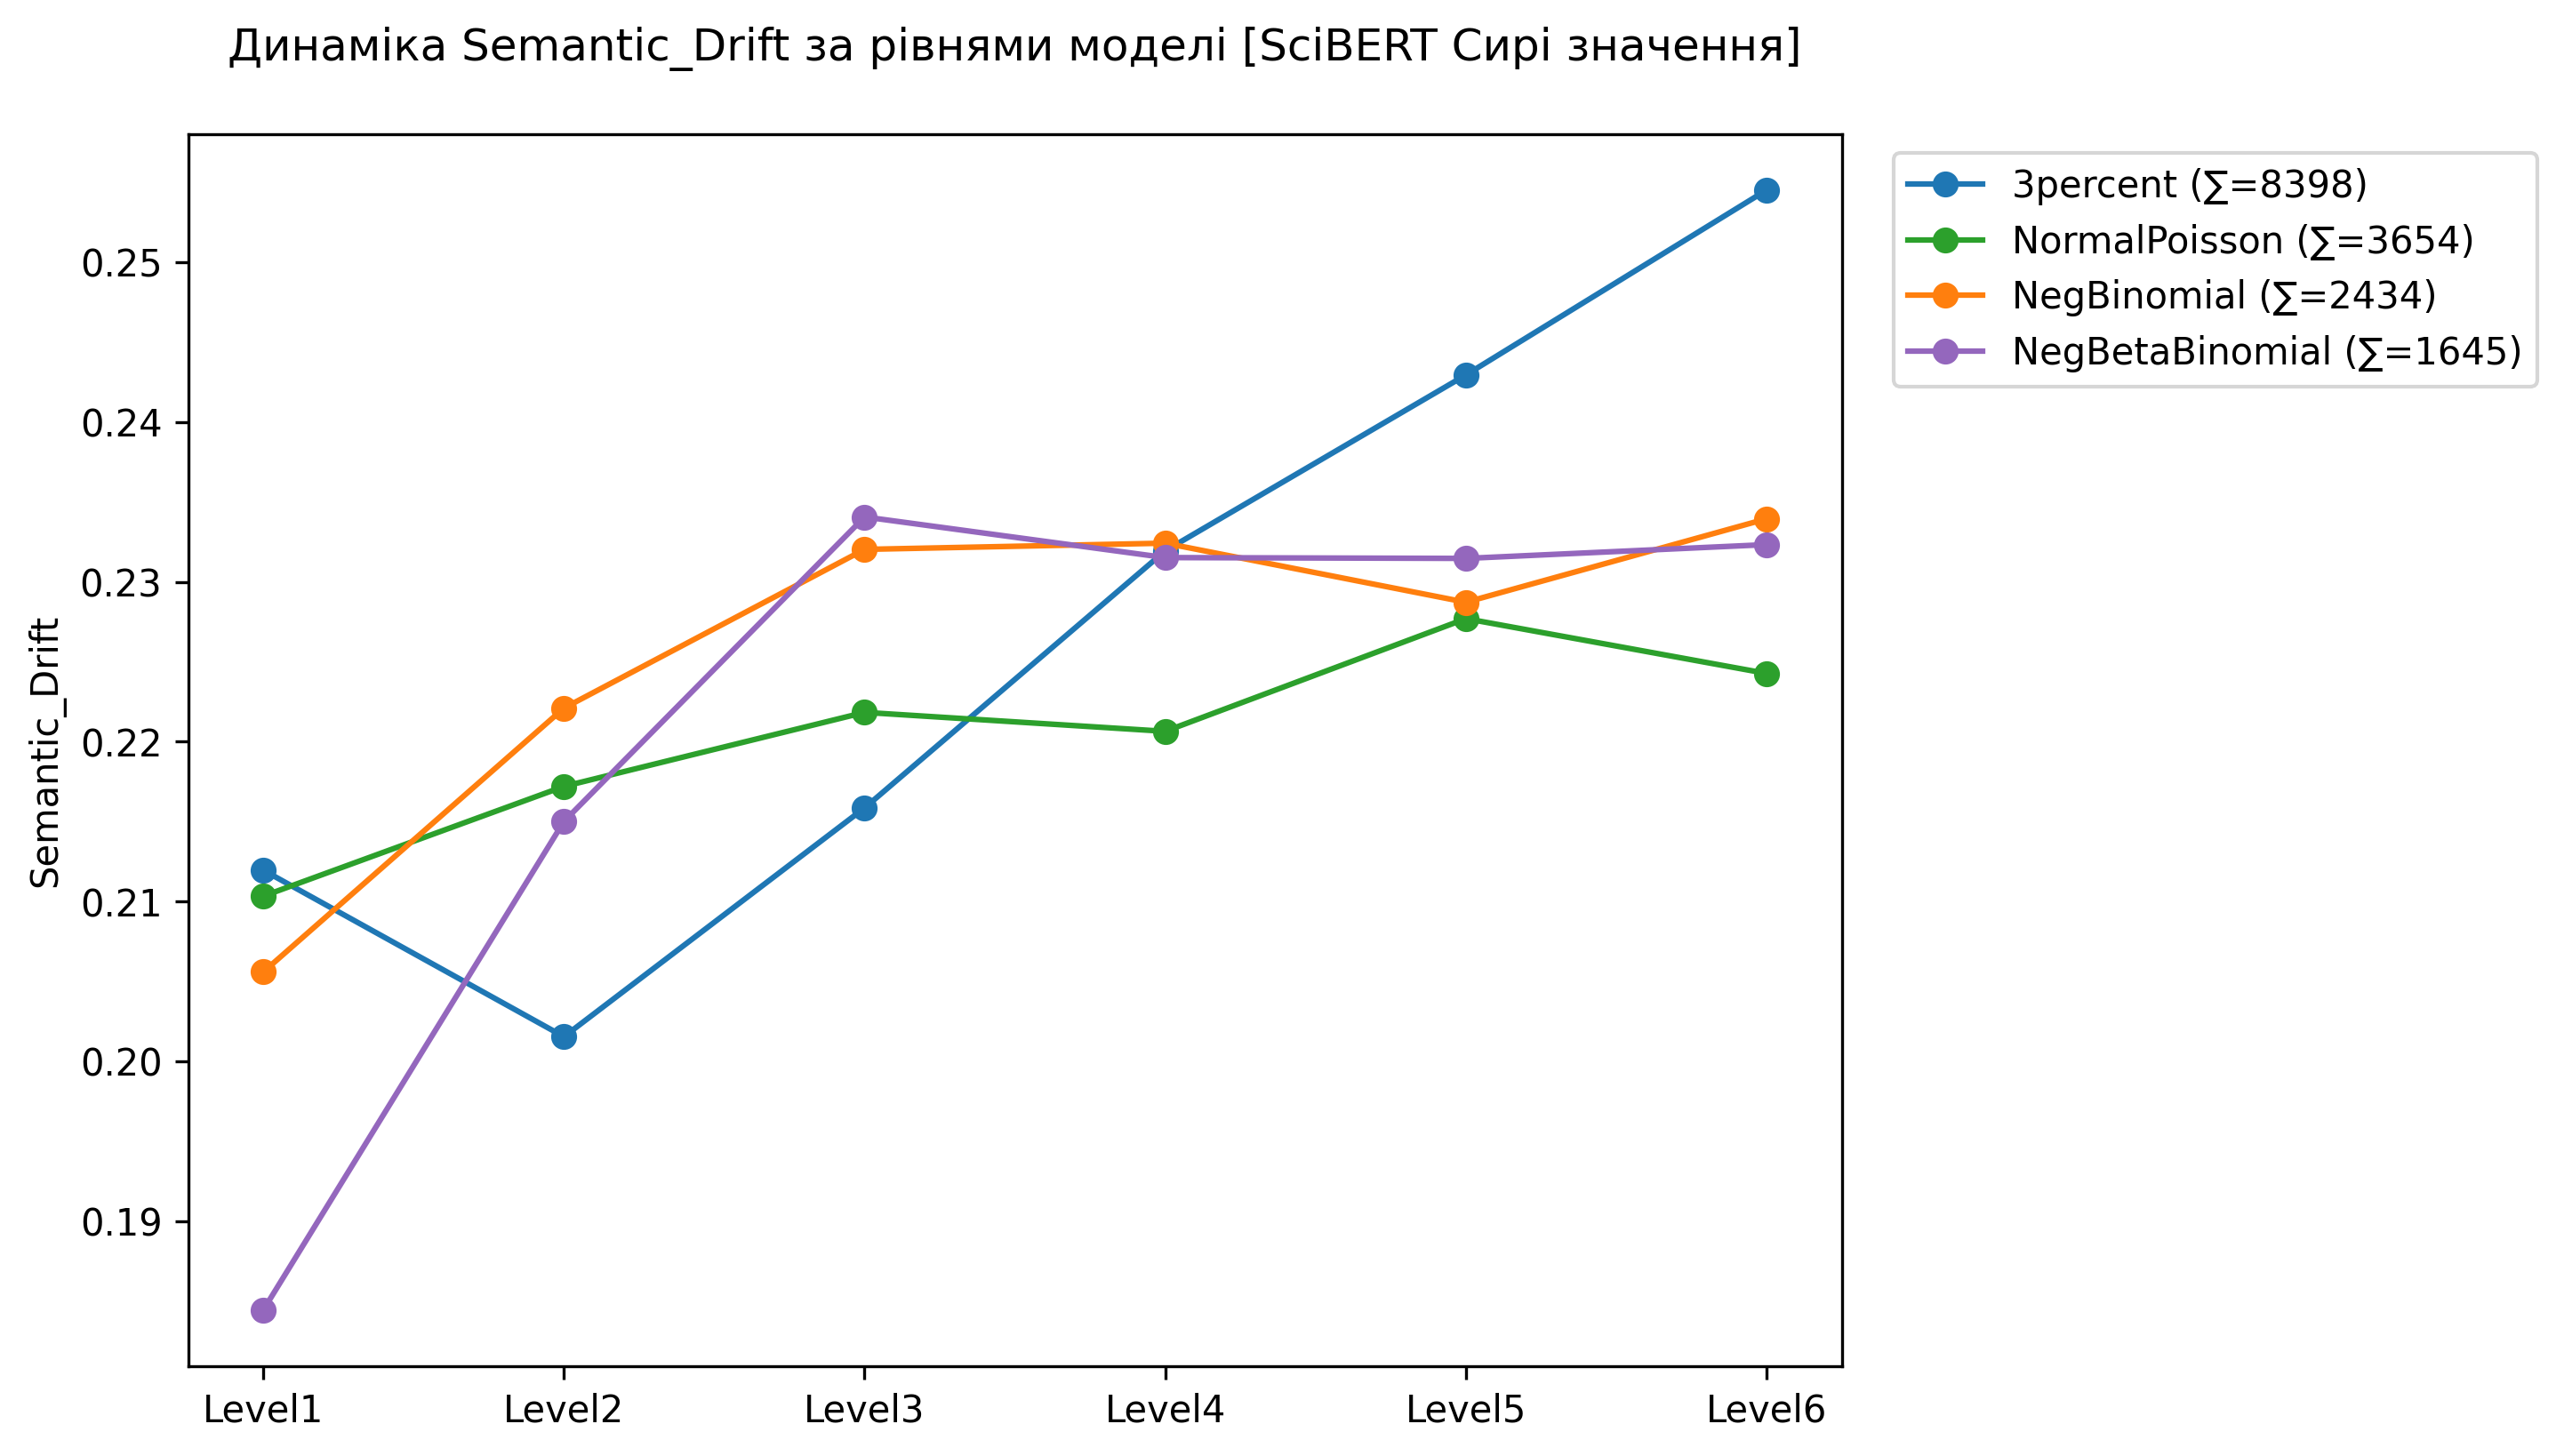 Динаміка Semantic_Drift за рівнями моделі [SciBERT Сирі значення]
3percent (∑=8398)
NormalPoisson (∑=3654)
NegBinomial (∑=2434)
NegBetaBinomial (∑=1645)
Semantic_Drift
0.25
0.24
0.23
0.22
0.21
0.20
0.19
Level1 Level2 Level3 Level4 Level5 Level6